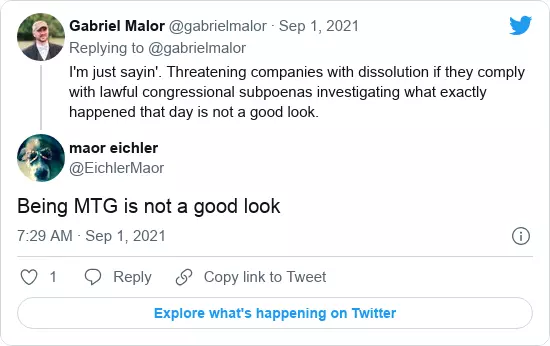 Gabriel Malor @gabrielmalor · Sep 1, 2021
Replying to @gabrielmalor
I'm just sayin'. Threatening companies with dissolution if they comply
with lawful congressional subpoenas investigating what exactly
happened that day is not a good look.
maor eichler
@EichlerMaor
Being MTG is not a good look
7:29 AM · Sep 1, 2021
1 Reply Copy link to Tweet
Explore what's happening on Twitter